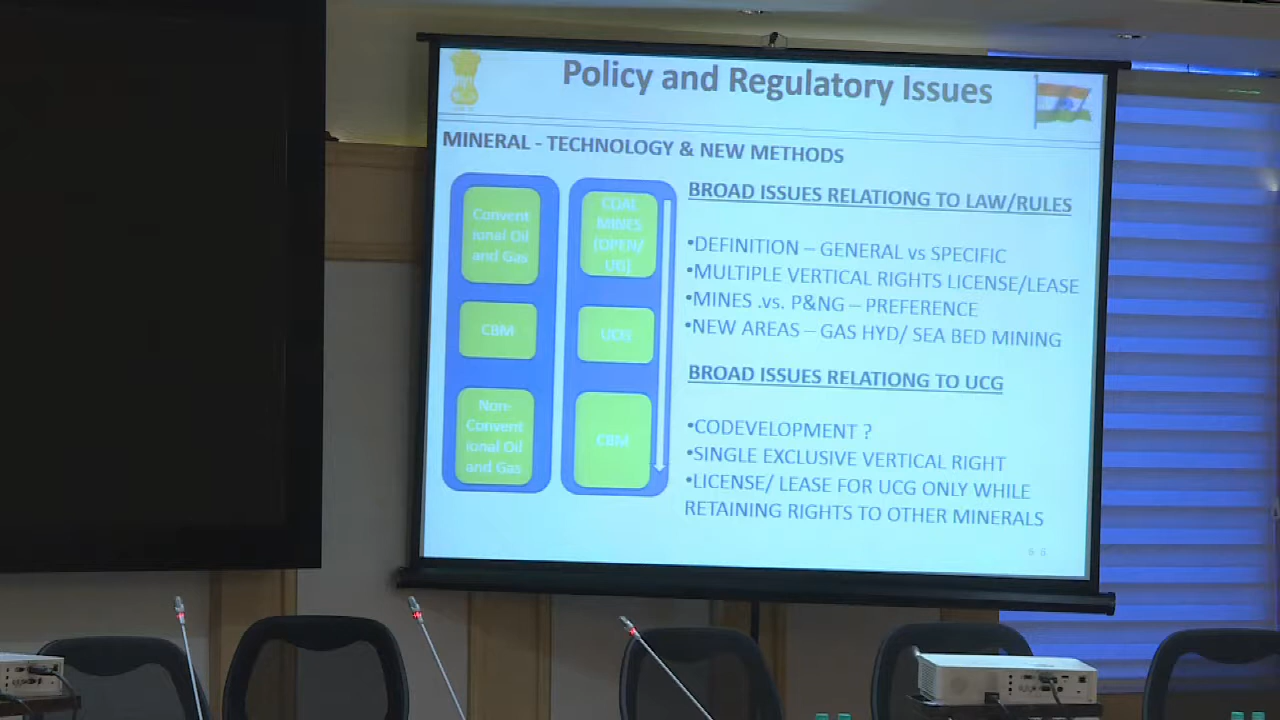 Policy and Regulatory Issues
MINERAL - TECHNOLOGY & NEW METHODS
Convent
ional Oil
and Gas
CBM
Non-
Convent
ional Oil
and Gas
COAL
MINES
(OPEN/
UG)
UCG
CBM
BROAD ISSUES RELATIONG TO LAW/RULES
•DEFINITION – GENERAL vs SPECIFIC
•MULTIPLE VERTICAL RIGHTS LICENSE/LEASE
•MINES .vs. P&NG – PREFERENCE
•NEW AREAS – GAS HYD/ SEA BED MINING
BROAD ISSUES RELATIONG TO UCG
•CODEVELOPMENT ?
•SINGLE EXCLUSIVE VERTICAL RIGHT
•LICENSE/ LEASE FOR UCG ONLY WHILE
RETAINING RIGHTS TO OTHER MINERALS